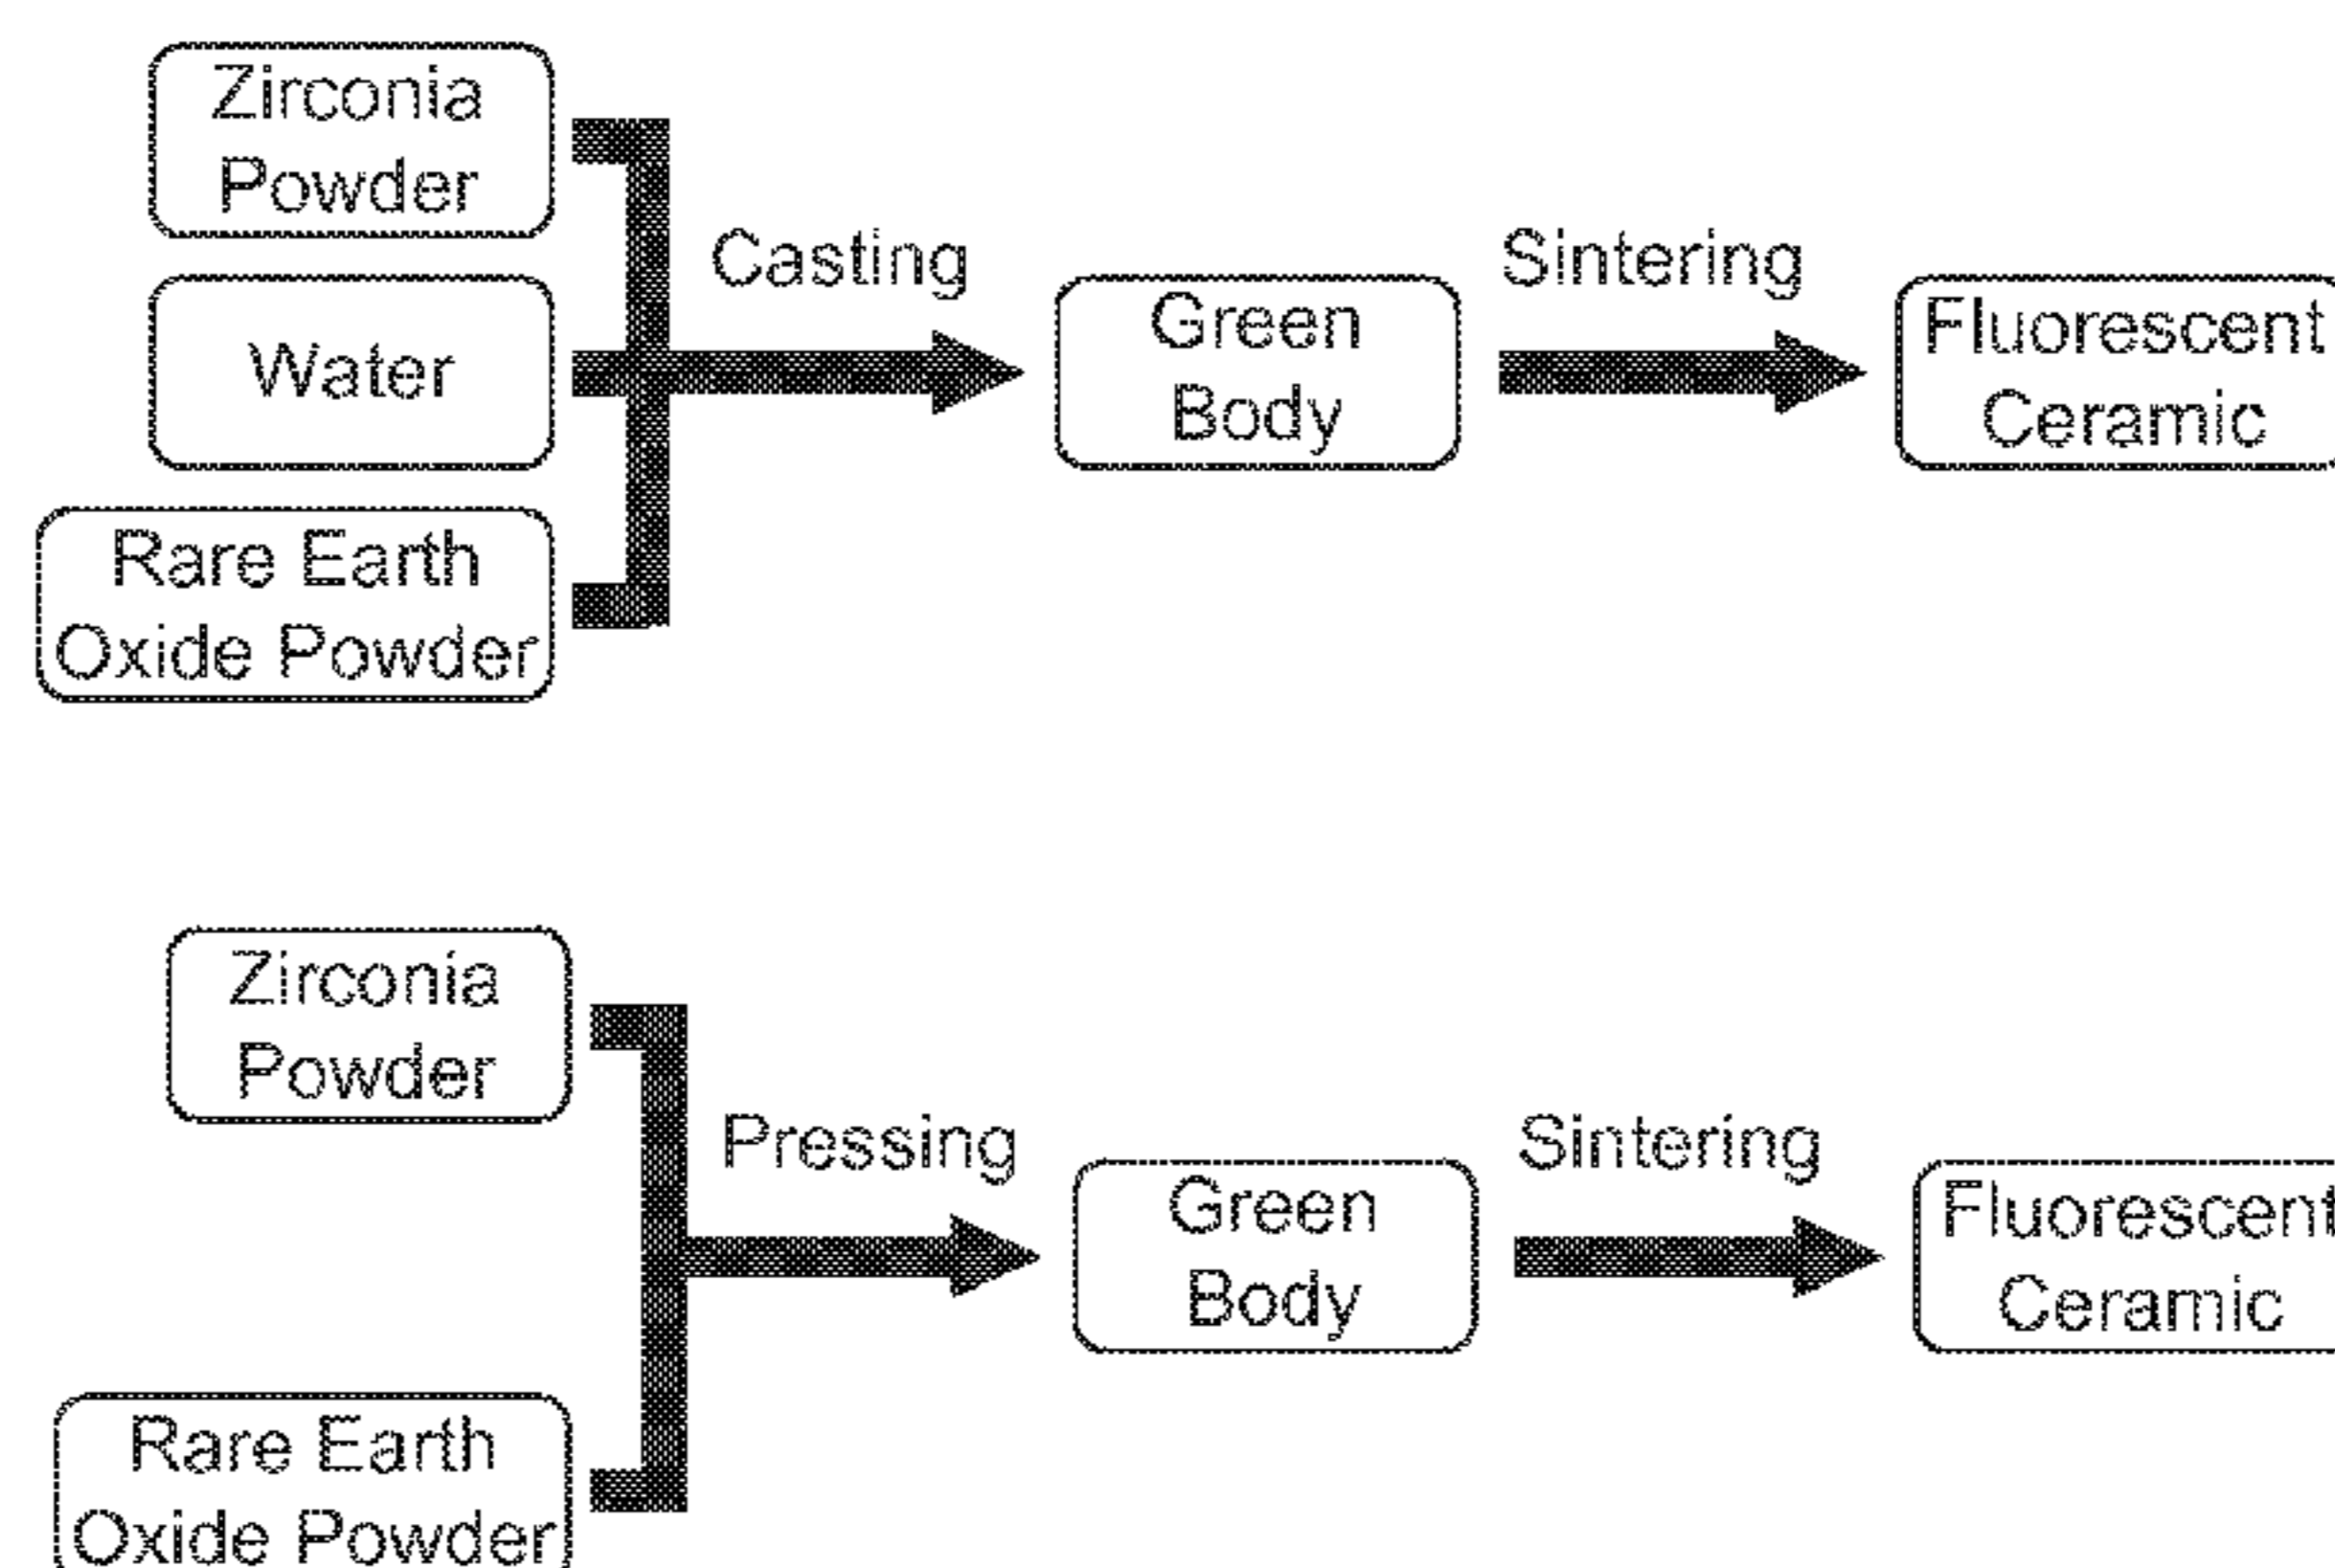 Zirconia
Powder
Water
Rare Earth
Oxide Powder
Casting
Green
Body
Sintering
Fluorescent
Ceramic
Zirconia
Powder
Rare Earth
Oxide Powder
Pressing
Green
Body
Sintering
Fluorescent
Ceramic